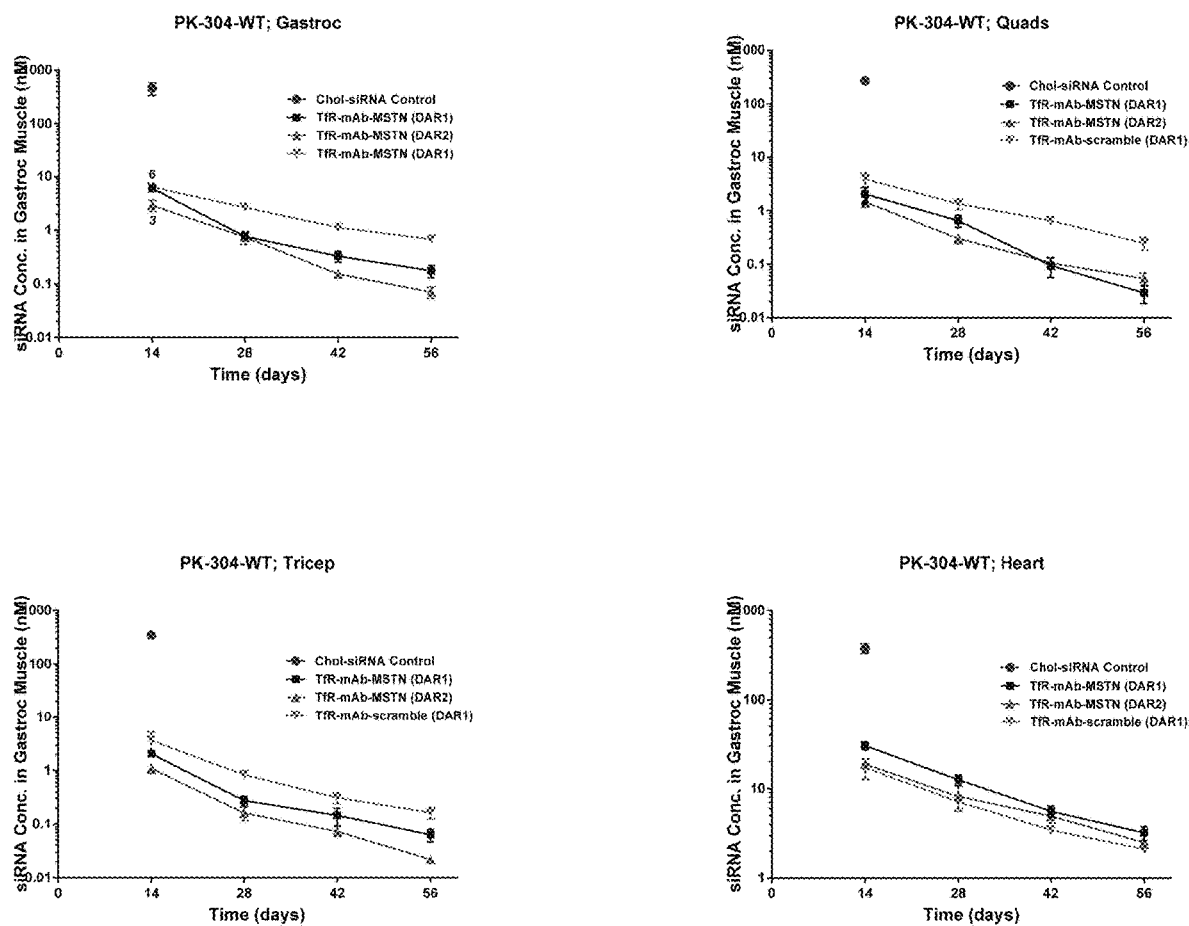 PK-304-WT; Gastroc
siRNA Conc. in Gastroc Muscle (nM)
1000
100
10
1
0.1
0.01
0
14
28
42
56
Time (days)
6
3
Chol-siRNA Control
TfR-mAb-MSTN (DAR1)
TfR-mAb-MSTN (DAR2)
TfR-mAb-MSTN (DAR1)
PK-304-WT; Quads
siRNA Conc. in Gastroc Muscle (nM)
1000
100
10
1
0.1
0.01
0
14
28
42
56
Time (days)
Chol-siRNA Control
TfR-mAb-MSTN (DAR1)
TfR-mAb-MSTN (DAR2)
TfR-mAb-scramble (DAR1)
PK-304-WT; Tricep
siRNA Conc. in Gastroc Muscle (nM)
1000
100
10
1
0.1
0.01
0
14
28
42
56
Time (days)
Chol-siRNA Control
TfR-mAb-MSTN (DAR1)
TfR-mAb-MSTN (DAR2)
TfR-mAb-scramble (DAR1)
PK-304-WT; Heart
siRNA Conc. in Gastroc Muscle (nM)
1000
100
10
1
0
14
28
42
56
Time (days)
Chol-siRNA Control
TfR-mAb-MSTN (DAR1)
TfR-mAb-MSTN (DAR2)
TfR-mAb-scramble (DAR1)